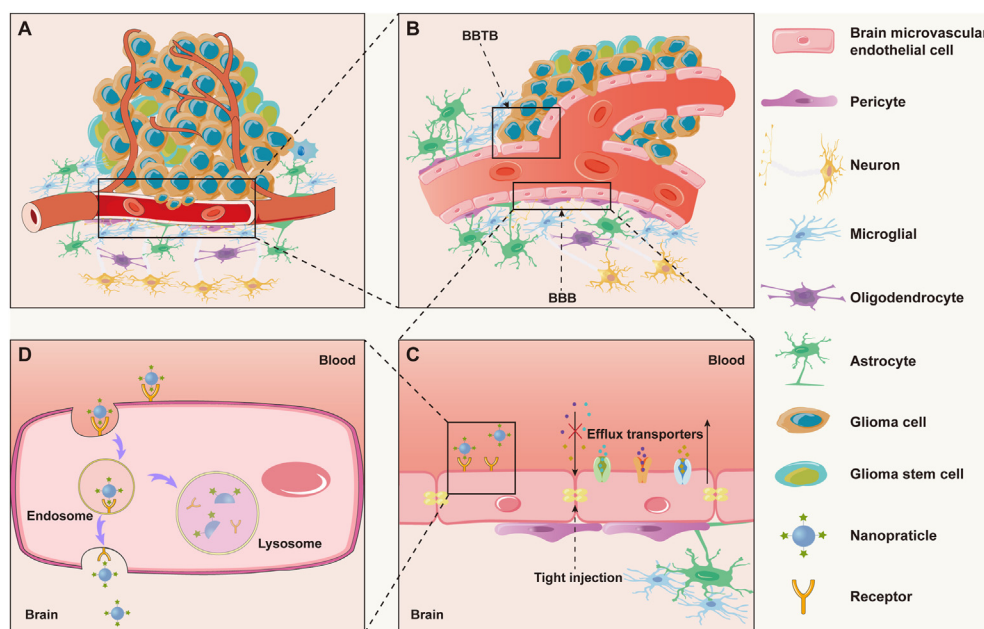 A
B
BBTB
BBB
D
Blood
Endosome
Lysosome
Brain
C
Blood
Efflux transporters
Tight injection
Brain
Brain microvascular
endothelial cell
Pericyte
Neuron
Microglial
Oligodendrocyte
Astrocyte
Glioma cell
Glioma stem cell
Nanopraticle
Receptor